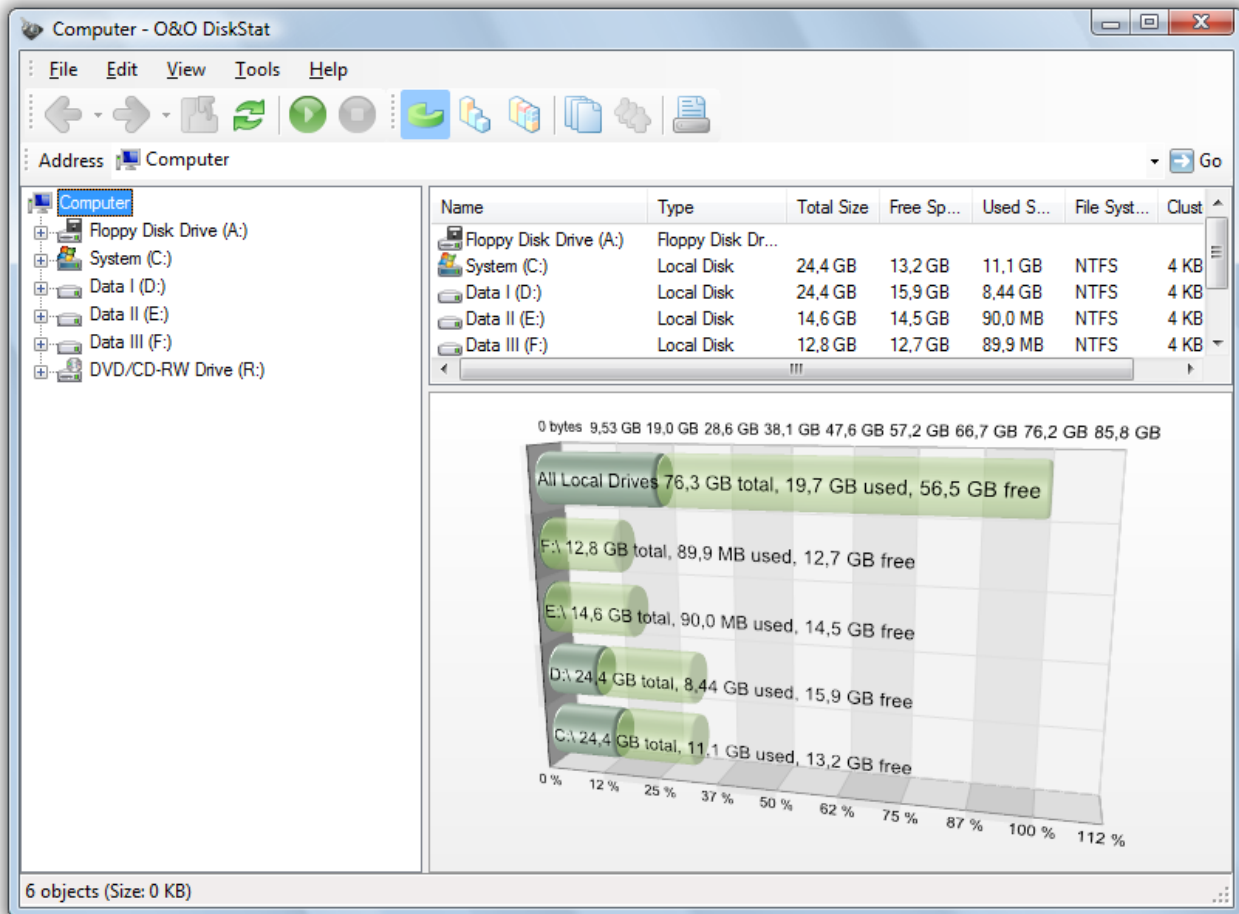 Computer - O&O DiskStat
File Edit View Tools Help
Address Computer Go
Computer
Floppy Disk Drive (A:)
System (C:)
Data I (D:)
Data II (E:)
Data III (F:)
DVD/CD-RW Drive (R:)
Name Type Total Size Free Sp... Used S... File Syst... Clust
Floppy Disk Drive (A:) Floppy Disk Dr...
System (C:) Local Disk 24,4 GB 13,2 GB 11,1 GB NTFS 4 KB
Data I (D:) Local Disk 24,4 GB 15,9 GB 8,44 GB NTFS 4 KB
Data II (E:) Local Disk 14,6 GB 14,5 GB 90,0 MB NTFS 4 KB
Data III (F:) Local Disk 12,8 GB 12,7 GB 89,9 MB NTFS 4 KB
0 bytes 9,53 GB 19,0 GB 28,6 GB 38,1 GB 47,6 GB 57,2 GB 66,7 GB 76,2 GB 85,8 GB
All Local Drives 76,3 GB total, 19,7 GB used, 56,5 GB free
F:\ 12,8 GB total, 89,9 MB used, 12,7 GB free
E:\ 14,6 GB total, 90,0 MB used, 14,5 GB free
D:\ 24,4 GB total, 8,44 GB used, 15,9 GB free
C:\ 24,4 GB total, 11,1 GB used, 13,2 GB free
0 % 12 % 25 % 37 % 50 % 62 % 75 % 87 % 100 % 112 %
6 objects (Size: 0 KB)